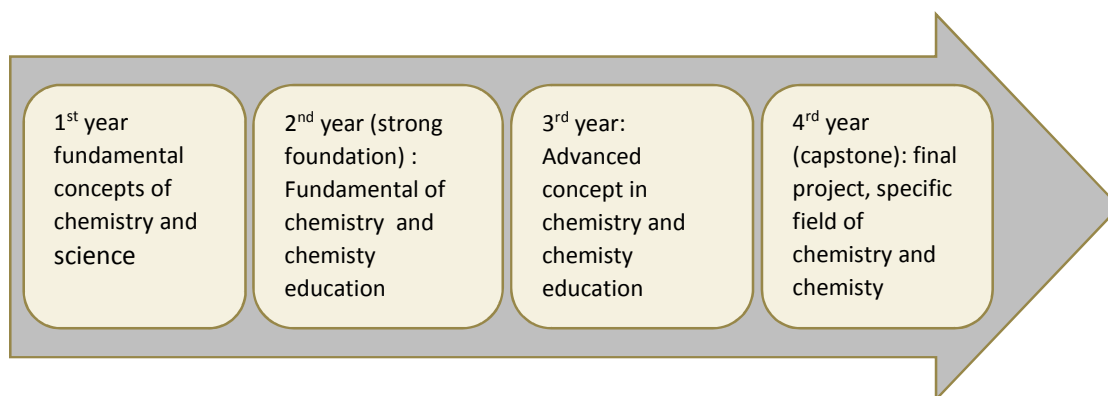 1st year
fundamental
concepts of
chemistry and
science
2nd year (strong
foundation) :
Fundamental of
chemistry and
chemisty
education
3rd year:
Advanced
concept in
chemistry and
chemisty
education
4rd year
(capstone): final
project, specific
field of
chemistry and
chemisty